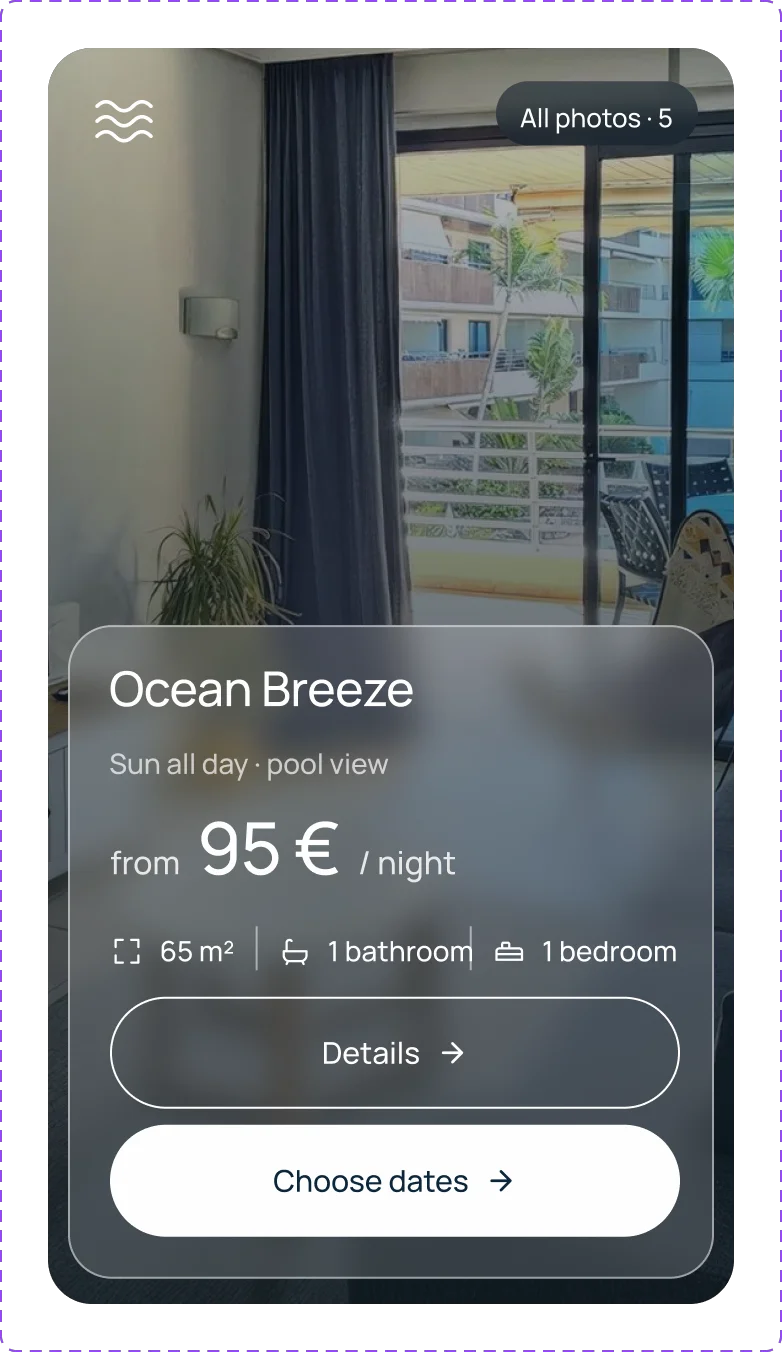 All photos · 5
Ocean Breeze
Sun all day · pool view
from 95 € / night
65 m² 1 bathroom 1 bedroom
Details
Choose dates